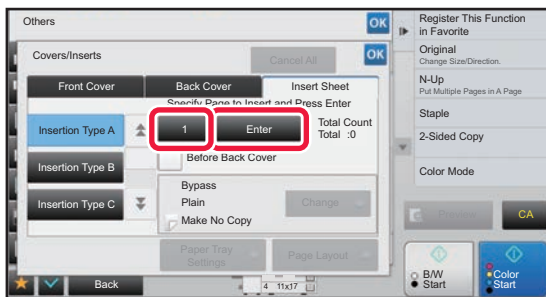 Others
OK
Covers/Inserts
Cancel All
OK
Front Cover
Back Cover
Insert Sheet
Specify Page to Insert and Press Enter
Insertion Type A
1
Enter
Total Count
Total :0
Insertion Type B
Before Back Cover
Insertion Type C
Bypass
Plain
Make No Copy
Change
Paper Tray
Settings
Page Layout
Back
4 11x17
Register This Function
in Favorite
Original
Change Size/Direction.
N-Up
Put Multiple Pages in A Page
Staple
2-Sided Copy
Color Mode
Preview
CA
B/W
Start
Color
Start